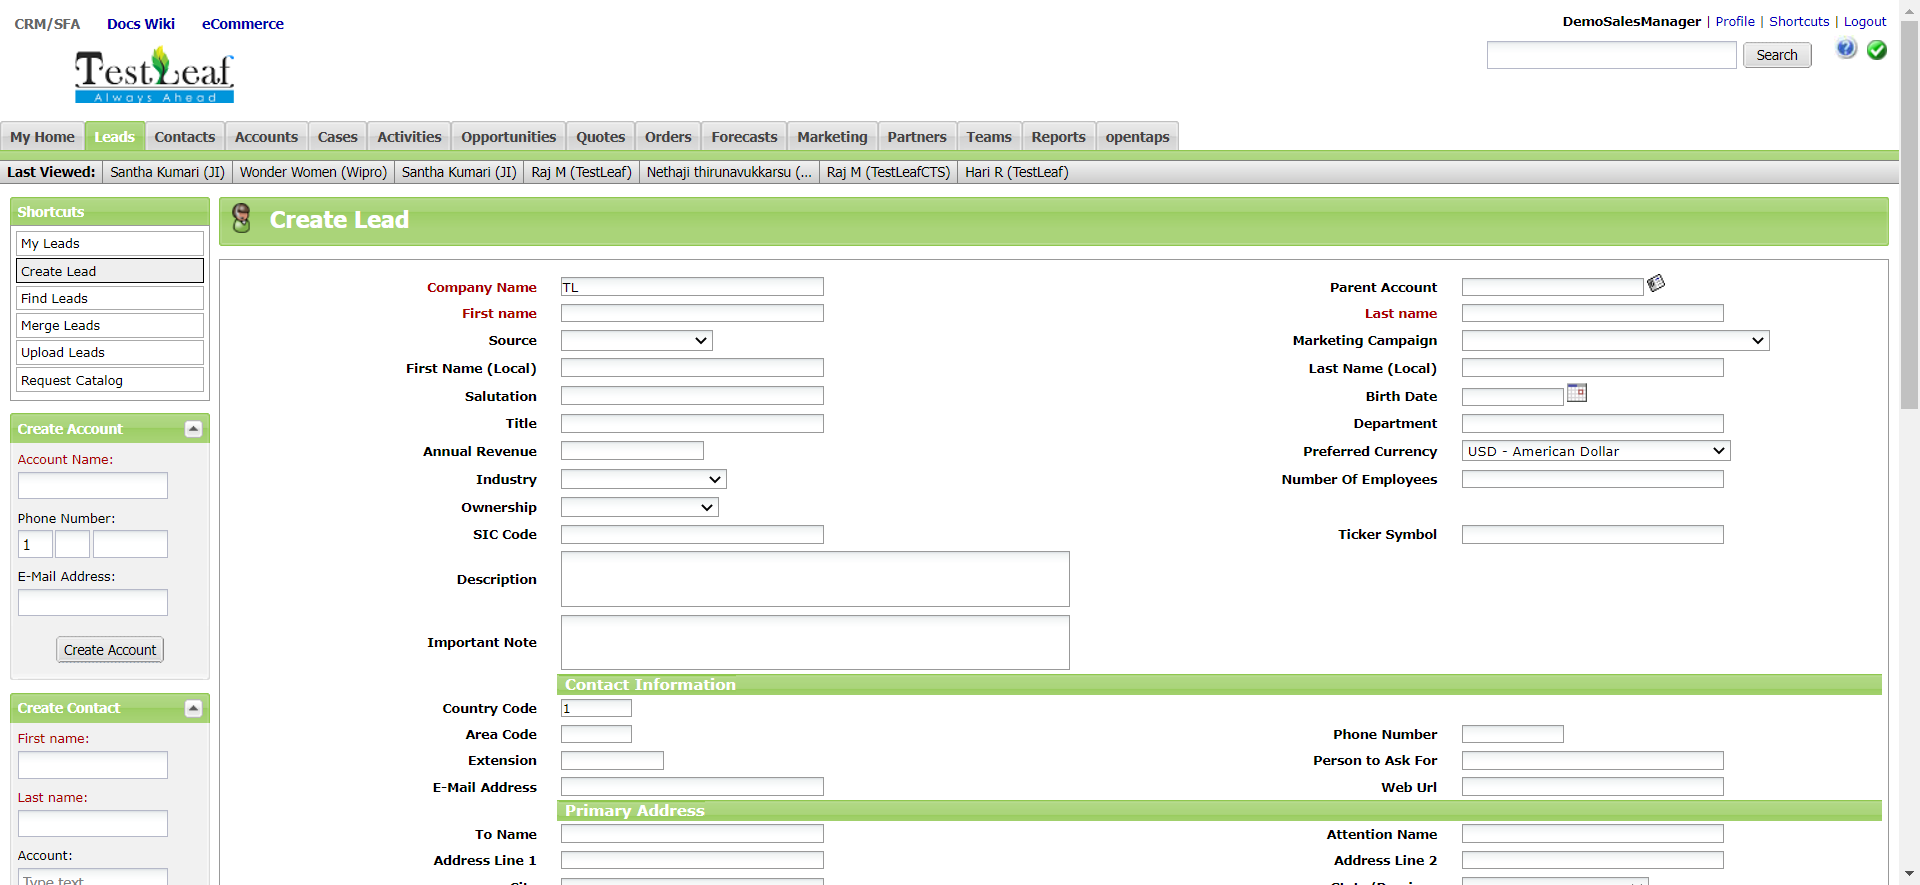 CRM/SFA Docs Wiki eCommerce
DemoSalesManager | Profile | Shortcuts | Logout
Search
TestLeaf
Always Ahead
My Home Leads Contacts Accounts Cases Activities Opportunities Quotes Orders Forecasts Marketing Partners Teams Reports opentaps
Last Viewed: Santha Kumari (JI) Wonder Women (Wipro) Santha Kumari (JI) Raj M (TestLeaf) Nethaji thirunavukkarsu (... Raj M (TestLeafCTS) Hari R (TestLeaf)
Shortcuts
My Leads
Create Lead
Find Leads
Merge Leads
Upload Leads
Request Catalog
Create Account
Account Name:
Phone Number:
1
E-Mail Address:
Create Account
Create Contact
First name:
Last name:
Account:
Type text
Create Lead
Company Name TL Parent Account
First name Last name
Source Marketing Campaign
First Name (Local) Last Name (Local)
Salutation Birth Date
Title Department
Annual Revenue Preferred Currency USD - American Dollar
Industry Number Of Employees
Ownership
SIC Code Ticker Symbol
Description
Important Note
Contact Information
Country Code 1
Area Code Phone Number
Extension Person to Ask For
E-Mail Address Web Url
Primary Address
To Name Attention Name
Address Line 1 Address Line 2